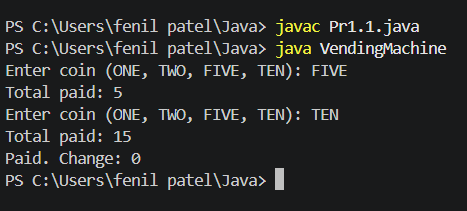 PS C:\Users\fenil patel\Java> javac Pr1.1.java
PS C:\Users\fenil patel\Java> java VendingMachine
Enter coin (ONE, TWO, FIVE, TEN): FIVE
Total paid: 5
Enter coin (ONE, TWO, FIVE, TEN): TEN
Total paid: 15
Paid. Change: 0
PS C:\Users\fenil patel\Java>